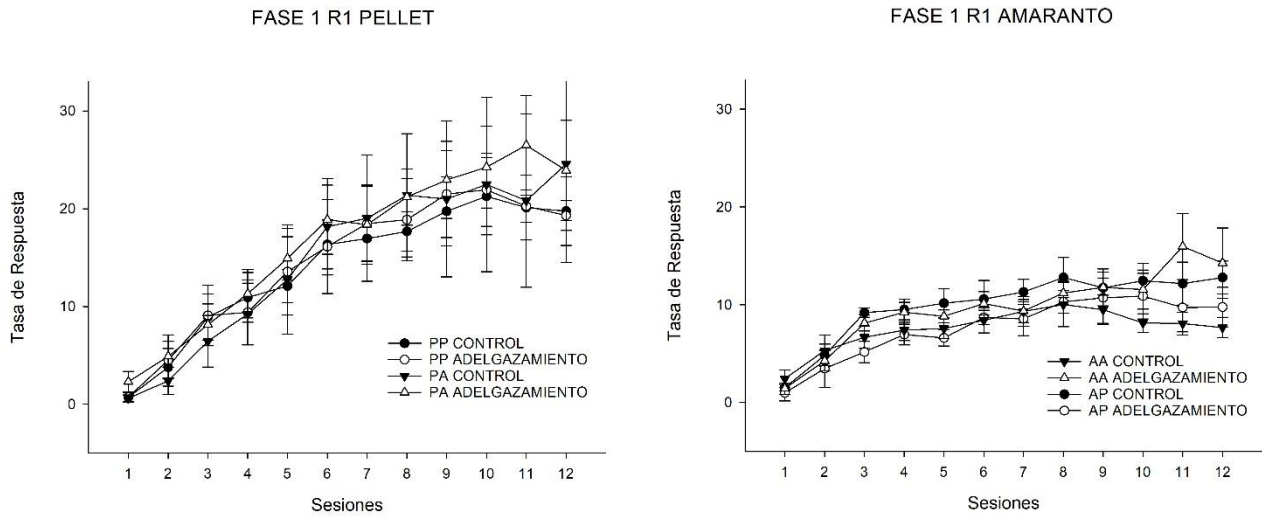 FASE 1 R1 PELLET
Tasa de Respuesta
30
20
10
0
PP CONTROL
PP ADELGAZAMIENTO
PA CONTROL
PA ADELGAZAMIENTO
1 2 3 4 5 6 7 8 9 10 11 12
Sesiones
FASE 1 R1 AMARANTO
Tasa de Respuesta
30
20
10
0
AA CONTROL
AA ADELGAZAMIENTO
AP CONTROL
AP ADELGAZAMIENTO
1 2 3 4 5 6 7 8 9 10 11 12
Sesiones